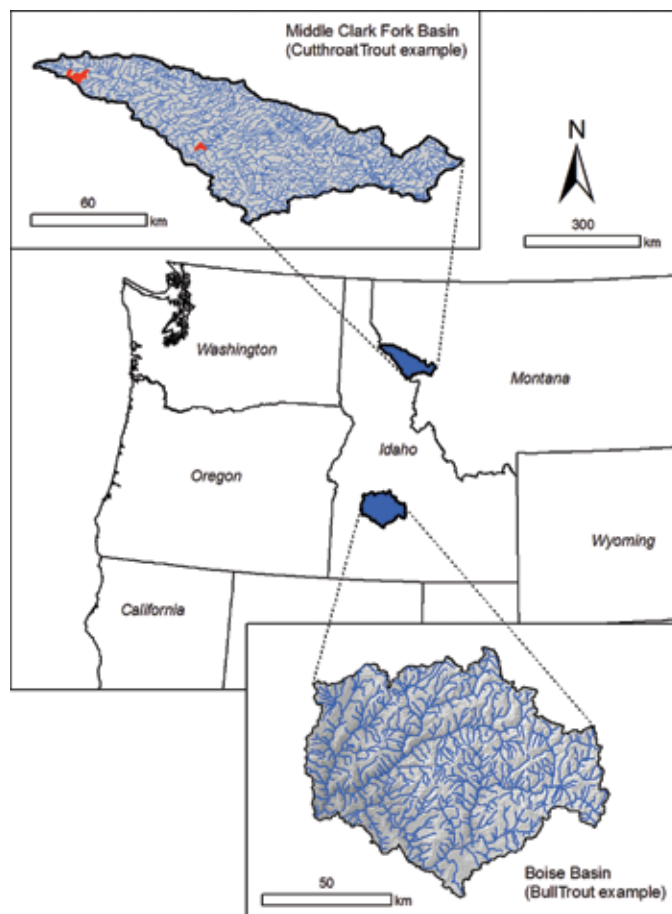 Middle Clark Fork Basin
(CutthroatTrout example)
60
km
N
300
km
Washington
Montana
Idaho
Oregon
Wyoming
California
Boise Basin
(BullTrout example)
50
km